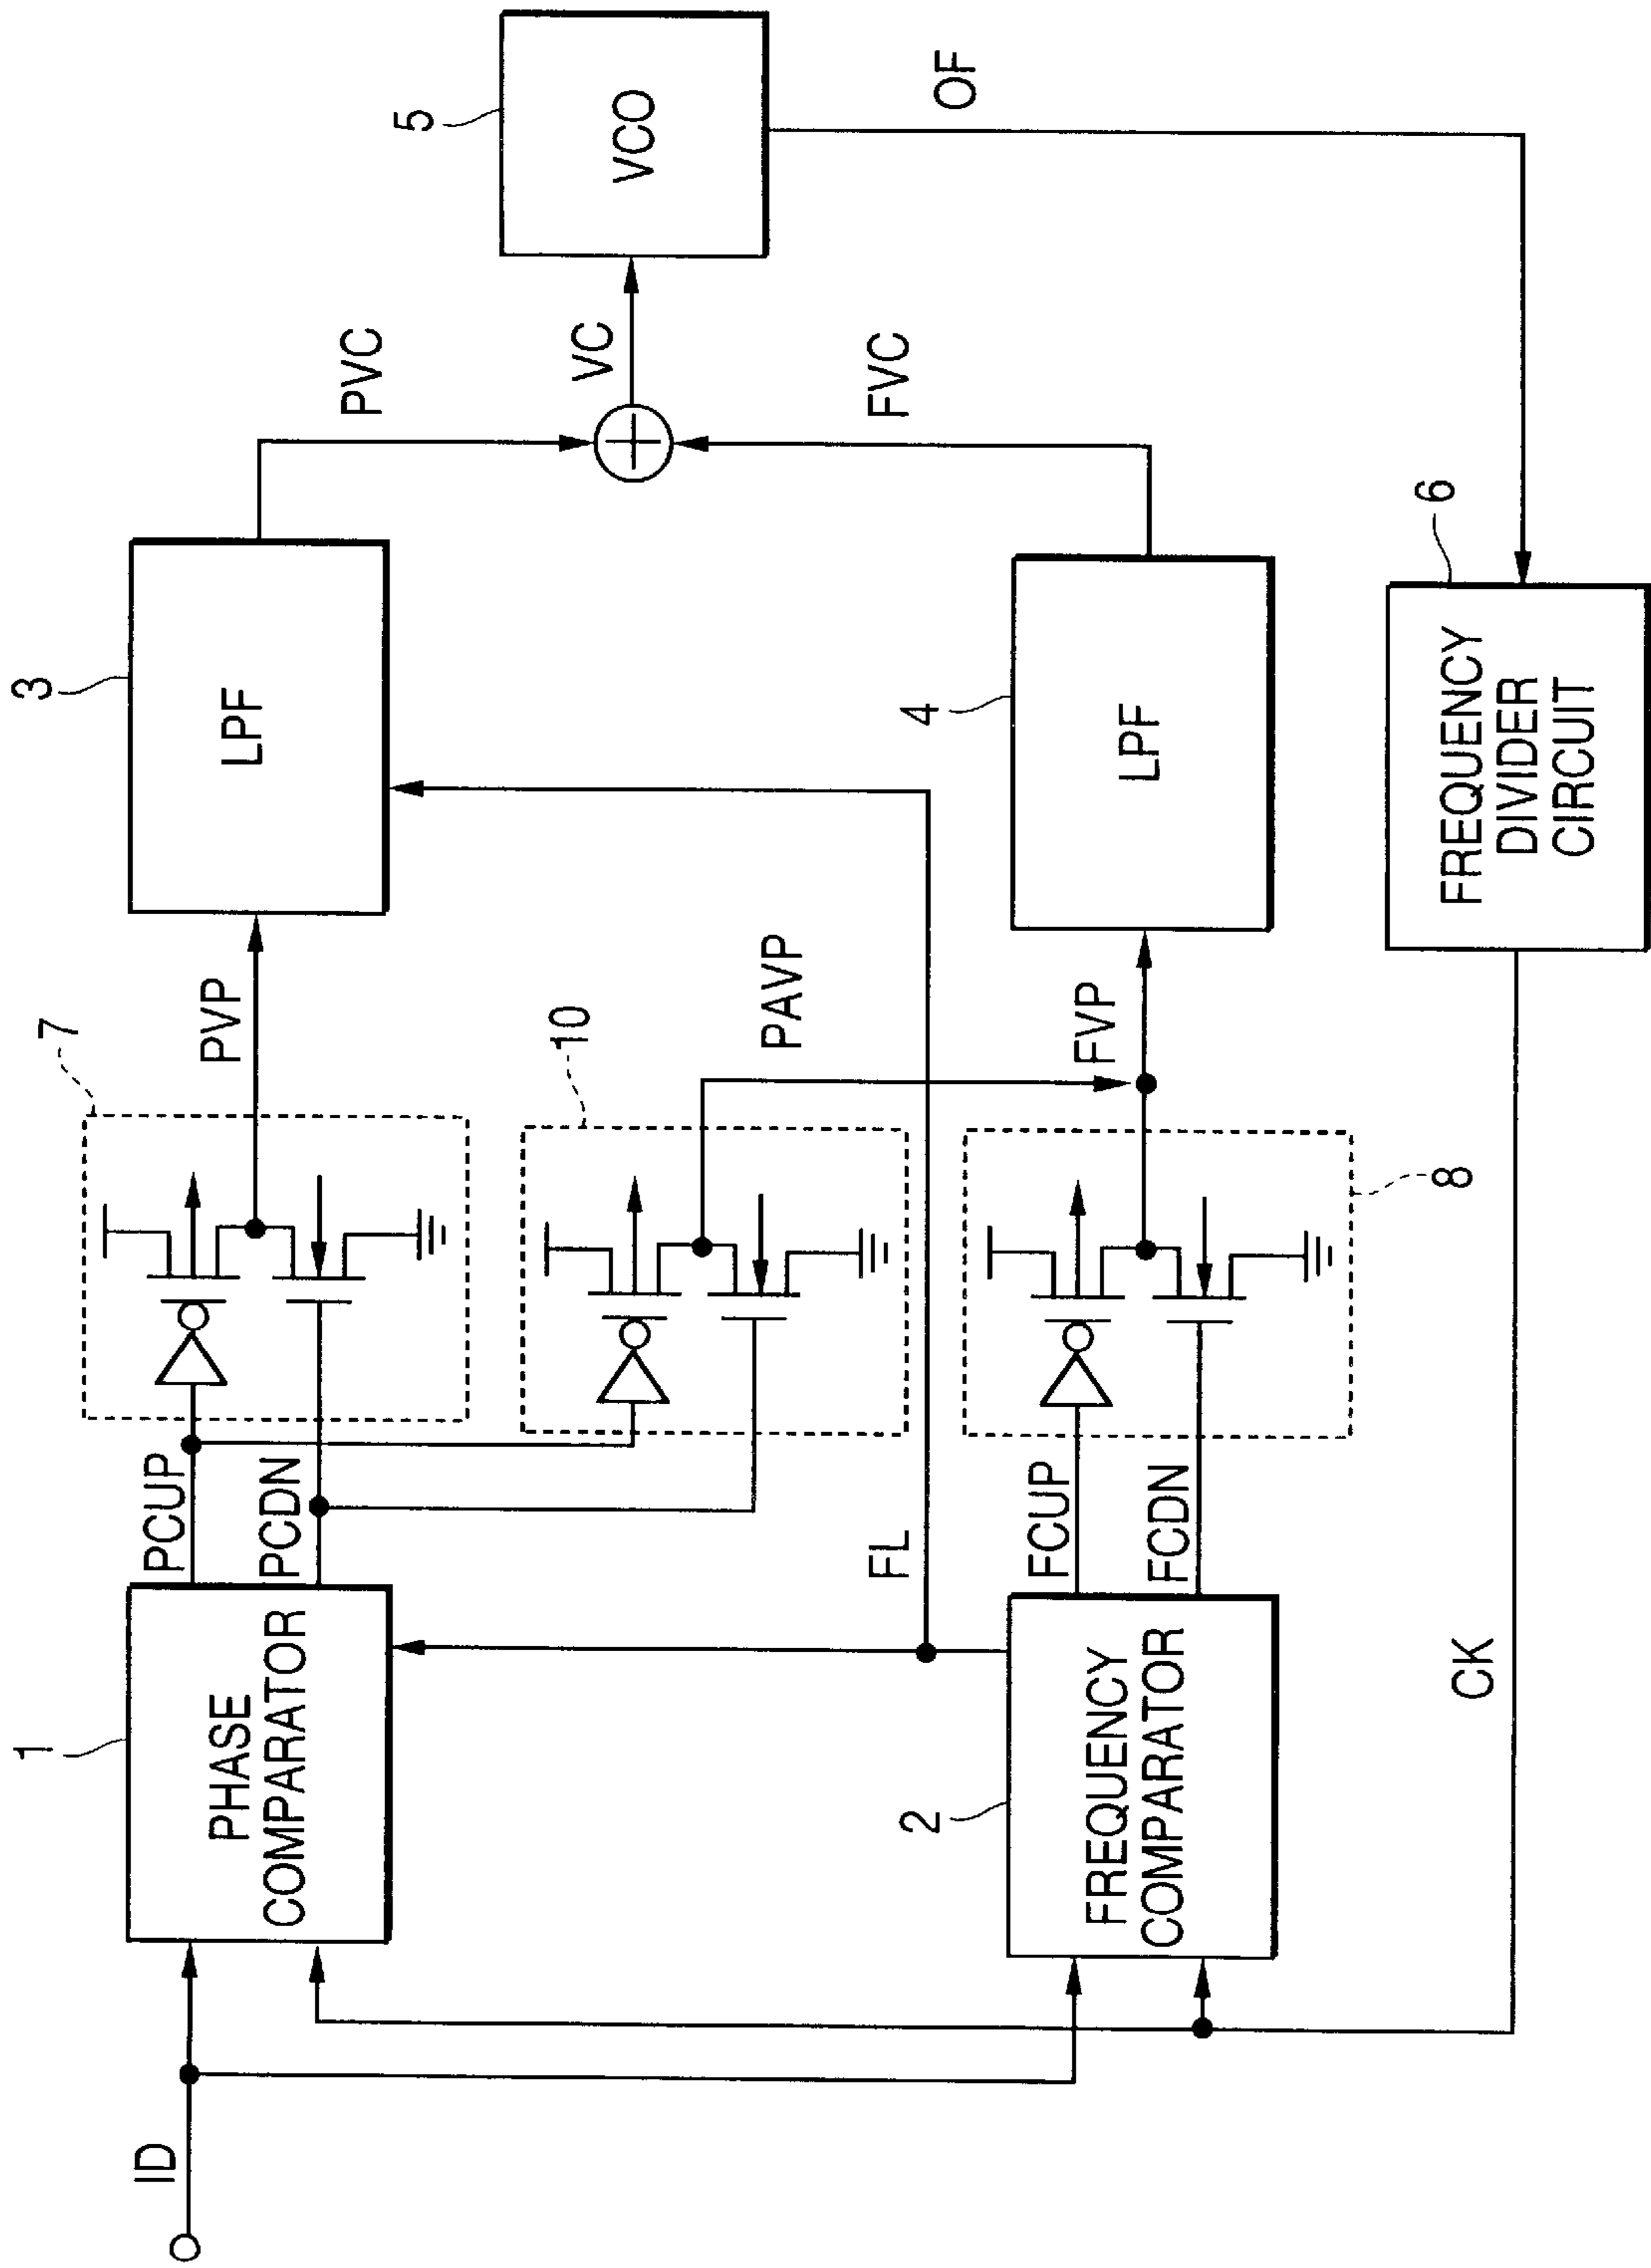 ID
1
PHASE
COMPARATOR
PCUP
PCDN
7
PVP
3
LPF
PVC
10
PAVP
FL
VC
5
VCO
OF
2
FREQUENCY
COMPARATOR
FCUP
FCDN
8
FVP
4
LPF
FVC
CK
6
FREQUENCY
DIVIDER
CIRCUIT